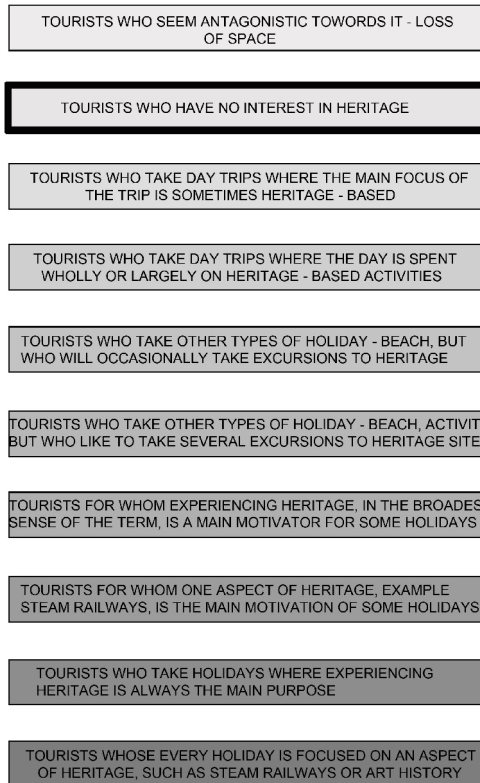 TOURISTS WHO SEEM ANTAGONISTIC TOWORDS IT - LOSS
OF SPACE
TOURISTS WHO HAVE NO INTEREST IN HERITAGE
TOURISTS WHO TAKE DAY TRIPS WHERE THE MAIN FOCUS OF
THE TRIP IS SOMETIMES HERITAGE - BASED
TOURISTS WHO TAKE DAY TRIPS WHERE THE DAY IS SPENT
WHOLLY OR LARGELY ON HERITAGE - BASED ACTIVITIES
TOURISTS WHO TAKE OTHER TYPES OF HOLIDAY - BEACH, BUT
WHO WILL OCCASIONALLY TAKE EXCURSIONS TO HERITAGE
TOURISTS WHO TAKE OTHER TYPES OF HOLIDAY - BEACH, ACTIVIT
BUT WHO LIKE TO TAKE SEVERAL EXCURSIONS TO HERITAGE SITE
TOURISTS FOR WHOM EXPERIENCING HERITAGE, IN THE BROADES
SENSE OF THE TERM, IS A MAIN MOTIVATOR FOR SOME HOLIDAYS
TOURISTS FOR WHOM ONE ASPECT OF HERITAGE, EXAMPLE
STEAM RAILWAYS, IS THE MAIN MOTIVATION OF SOME HOLIDAYS
TOURISTS WHO TAKE HOLIDAYS WHERE EXPERIENCING
HERITAGE IS ALWAYS THE MAIN PURPOSE
TOURISTS WHOSE EVERY HOLIDAY IS FOCUSED ON AN ASPECT
OF HERITAGE, SUCH AS STEAM RAILWAYS OR ART HISTORY